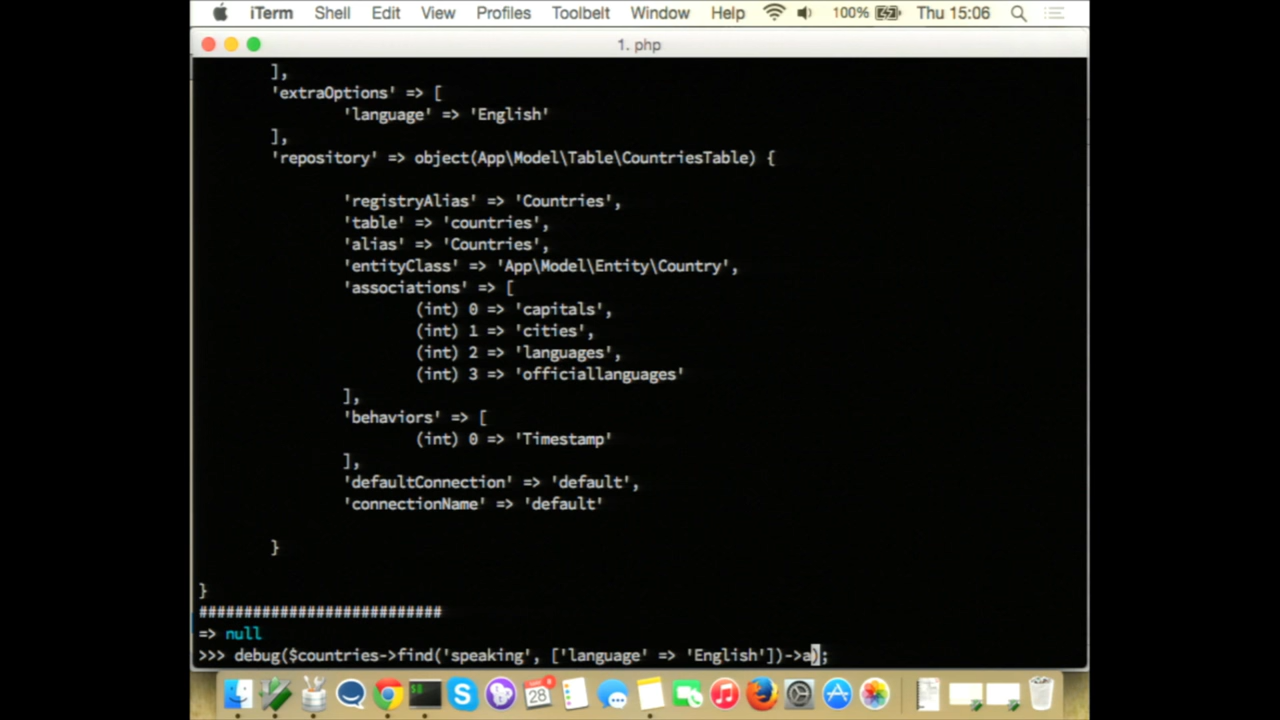 iTerm Shell Edit View Profiles Toolbelt Window Help 100% Thu 15:06
1. php
],
'extraOptions' => [
'language' => 'English'
],
'repository' => object(App\Model\Table\CountriesTable) {
'registryAlias' => 'Countries',
'table' => 'countries',
'alias' => 'Countries',
'entityClass' => 'App\Model\Entity\Country',
'associations' => [
(int) 0 => 'capitals',
(int) 1 => 'cities',
(int) 2 => 'languages',
(int) 3 => 'officiallanguages'
],
'behaviors' => [
(int) 0 => 'Timestamp'
],
'defaultConnection' => 'default',
'connectionName' => 'default'
}
}
###########################
=> null
>>> debug($countries->find('speaking', ['language' => 'English'])->a);
28